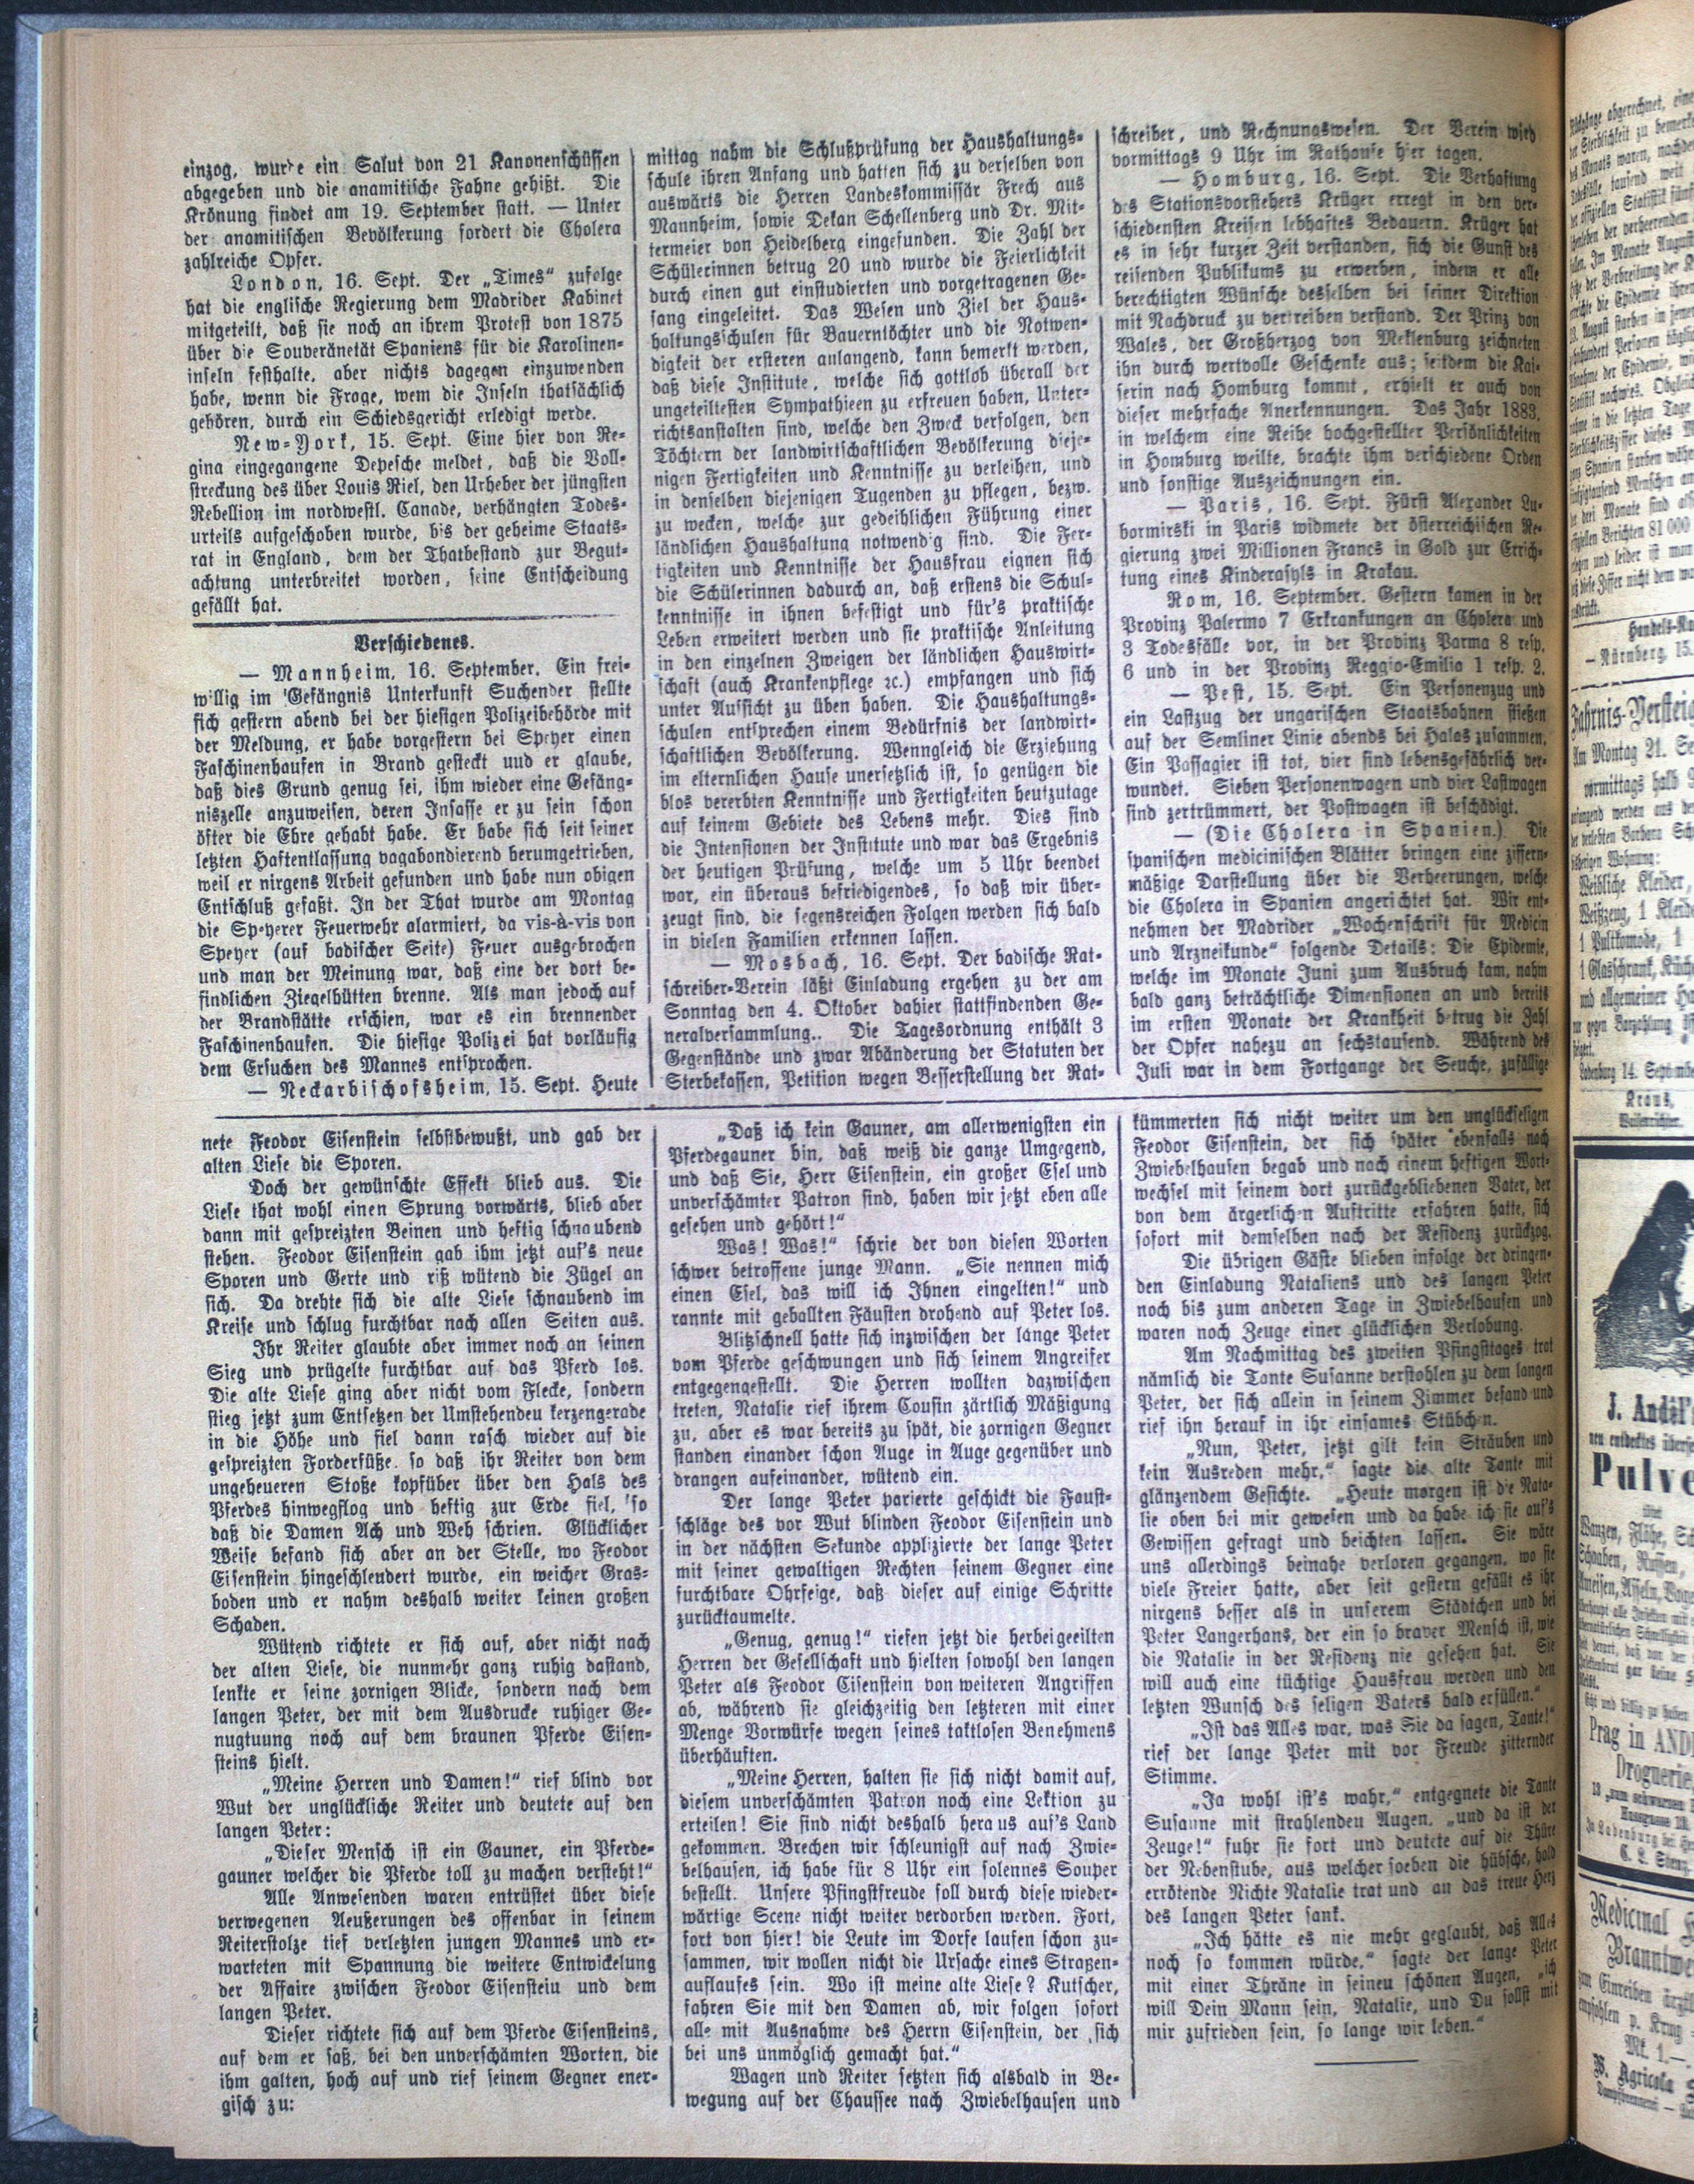 einzog, wurde ein Salut von 21 Kanonenschüssen
abgegeben und die anamitische Fahne gehißt. Die
Krönung findet am 19. September statt. — Unter
der anamitischen Bevölkerung fordert die Cholera
zahlreiche Opfer.
London, 16. Sept. Der „Times“ zufolge
hat die englische Regierung dem Madrider Kabinet
mitgeteilt, daß sie noch an ihrem Protest von 1875
über die Souveränetät Spaniens für die Karolinen-
inseln festhalte, aber nichts dagegen einzuwenden
habe, wenn die Frage, wem die Inseln thatsächlich
gehören, durch ein Schiedsgericht erledigt werde.
New-York, 15. Sept. Eine hier von Re-
gina eingegangene Depesche meldet, daß die Voll-
streckung des über Louis Riel, den Urheber der jüngsten
Rebellion im nordwestl. Canade, verhängten Todes-
urteils aufgeschoben wurde, bis der geheime Staats-
rat in England, dem der Thatbestand zur Begut-
achtung unterbreitet worden, seine Entscheidung
gefällt hat.
Verschiedenes.
— Mannheim, 16. September. Ein frei-
willig im Gefängnis Unterkunft Suchender stellte
sich gestern abend bei der hiesigen Polizeibehörde mit
der Meldung, er habe vorgestern bei Speyer einen
Faschinenhaufen in Brand gesteckt uud er glaube,
daß dies Grund genug sei, ihm wieder eine Gefäng-
niszelle anzuweisen, deren Insasse er zu sein schon
öfter die Ehre gehabt habe. Er habe sich seit seiner
letzten Haftentlassung vagabondierend herumgetrieben,
weil er nirgens Arbeit gefunden und habe nun obigen
Entschluß gefaßt. In der That wurde am Montag
die Speyerer Feuerwehr alarmiert, da vis-à-vis von
Speyer (auf badischer Seite) Feuer ausgebrochen
und man der Meinung war, daß eine der dort be-
findlichen Ziegelhütten brenne. Als man jedoch auf
der Brandstätte erschien, war es ein brennender
Faschinenhaufen. Die hiesige Polizei hat vorläufig
dem Ersuchen des Mannes entsprochen.
— Neckarbischofsheim, 15. Sept. Heute
mittag nahm die Schlußprüfung der Haushaltungs-
schule ihren Anfang und hatten sich zu derselben von
auswärts die Herren Landeskommissär Frech aus
Mannheim, sowie Dekan Schellenberg und Dr. Mit-
termeier von Heidelberg eingefunden. Die Zahl der
Schülerinnen betrug 20 und wurde die Feierlichkeit
durch einen gut einstudierten und vorgetragenen Ge-
sang eingeleitet. Das Wesen und Ziel der Haus-
haltungsschulen für Bauerntöchter und die Notwen-
digkeit der ersteren anlangend, kann bemerkt werden,
daß diese Institute, welche sich gottlob überall der
ungeteiltesten Sympathieen zu erfreuen haben, Unter-
richtsanstalten sind, welche den Zweck verfolgen, den
Töchtern der landwirtschaftlichen Bevölkerung dieje-
nigen Fertigkeiten und Kenntnisse zu verleihen, und
in denselben diejenigen Tugenden zu pflegen, bezw.
zu wecken, welche zur gedeihlichen Führung einer
ländlichen Haushaltung notwendig sind. Die Fer-
tigkeiten und Kenntnisse der Hausfrau eignen sich
die Schülerinnen dadurch an, daß erstens die Schul-
kenntnisse in ihnen befestigt und für's praktische
Leben erweitert werden und sie praktische Anleitung
in den einzelnen Zweigen der ländlichen Hauswirt-
schaft (auch Krankenpflege ꝛc.) empfangen und sich
unter Aufsicht zu üben haben. Die Haushaltungs-
schulen entsprechen einem Bedürfnis der landwirt-
schaftlichen Bevölkerung. Wenngleich die Erziehung
im elternlichen Hause unersetzlich ist, so genügen die
blos vererbten Kenntnisse und Fertigkeiten heutzutage
auf keinem Gebiete des Lebens mehr. Dies sind
die Intensionen der Institute und war das Ergebnis
der heutigen Prüfung, welche um 5 Uhr beendet
war, ein überaus befriedigendes, so daß wir über-
zeugt sind, die segensreichen Folgen werden sich bald
in vielen Familien erkennen lassen.
— Mosbach, 16. Sept. Der badische Rat-
schreiber-Verein läßt Einladung ergehen zu der am
Sonntag den 4. Oktober dahier stattfindenden Ge-
neralversammlung.. Die Tagesordnung enthält 3
Gegenstände und zwar Abänderung der Statuten der
Sterbekassen, Petition wegen Besserstellung der Rat-
schreiber, und Rechnungswesen. Der Verein wird
vormittags 9 Uhr im Rathause hier tagen.
— Homburg, 16. Sept. Die Verhaftung
des Stationsvorstehers Krüger erregt in den ver-
schiedensten Kreisen lebhaftes Bedauern. Krüger hat
es in sehr kurzer Zeit verstanden, sich die Gunst des
reisenden Publikums zu erwerben, indem er alle
berechtigten Wünsche desselben bei seiner Direktion
mit Nachdruck zu vertreiben verstand. Der Prinz von
Wales, der Großherzog von Meklenburg zeichneten
ihn durch wertvolle Geschenke aus; seitdem die Kai-
serin nach Homburg kommt, erhielt er auch von
dieser mehrfache Anerkennungen. Das Jahr 1883,
in welchem eine Reihe hochgestellter Persönlichkeiten
in Homburg weilte, brachte ihm verschiedene Orden
und sonstige Auszeichnungen ein.
— Paris, 16. Sept. Fürst Alexander Lu-
bormirski in Paris widmete der österreichischen Re-
gierung zwei Millionen Francs in Gold zur Errich-
tung eines Kinderasyls in Krakau.
Rom, 16. September. Gestern kamen in der
Provinz Palermo 7 Erkrankungen an Cholera und
3 Todesfälle vor, in der Provinz Parma 8 resp.
6 und in der Provinz Reggio-Emilio 1 resp. 2.
— Pest, 15. Sept. Ein Personenzug und
ein Lastzug der ungarischen Staatsbahnen stießen
auf der Semliner Linie abends bei Halas zusammen.
Ein Passagier ist tot, vier sind lebensgefährlich ver-
wundet. Sieben Personenwagen und vier Lastwagen
sind zertrümmert, der Postwagen ist beschädigt.
— (Die Cholera in Spanien.) Die
spanischen medicinischen Blätter bringen eine ziffern-
mäßige Darstellung über die Verheerungen, welche
die Cholera in Spanien angerichtet hat. Wir ent-
nehmen der Madrider „Wochenschrift für Medicin
und Arzneikunde“ folgende Details: Die Epidemie,
welche im Monate Juni zum Ausbruch kam, nahm
bald ganz beträchtliche Dimensionen an und bereits
im ersten Monate der Krankheit betrug die Zahl
der Opfer nahezu an sechstausend. Während des
Juli war in dem Fortgange der Seuche, zufällige
nete Feodor Eisenstein selbstbewußt, und gab der
alten Liese die Sporen.
Doch der gewünschte Effekt blieb aus. Die
Liese that wohl einen Sprung vorwärts, blieb aber
dann mit gespreizten Beinen und heftig schnaubend
stehen. Feodor Eisenstein gab ihm jetzt auf's neue
Sporen und Gerte und riß wütend die Zügel an
sich. Da drehte sich die alte Liese schnaubend im
Kreise und schlug furchtbar nach allen Seiten aus.
Ihr Reiter glaubte aber immer noch an seinen
Sieg und prügelte furchtbar auf das Pferd los.
Die alte Liese ging aber nicht vom Flecke, sondern
stieg jetzt zum Entsetzen der Umstehendeu kerzengerade
in die Höhe und fiel dann rasch wieder auf die
gespreizten Forderfüße. so daß ihr Reiter von dem
ungeheueren Stoße kopfüber über den Hals des
Pferdes hinwegflog und heftig zur Erde fiel, so
daß die Damen Ach und Weh schrien. Glücklicher
Weise befand sich aber an der Stelle, wo Feodor
Eisenstein hingeschleudert wurde, ein weicher Gras-
boden und er nahm deshalb weiter keinen großen
Schaden.
Wütend richtete er sich auf, aber nicht nach
der alten Liese, die nunmehr ganz ruhig dastand,
lenkte er seine zornigen Blicke, sondern nach dem
langen Peter, der mit dem Ausdrucke ruhiger Ge-
nugtuung noch auf dem braunen Pferde Eisen-
steins hielt.
„Meine Herren und Damen!“ rief blind vor
Wut der unglückliche Reiter und deutete auf den
langen Peter:
„Dieser Mensch ist ein Gauner, ein Pferde-
gauner welcher die Pferde toll zu machen versteht!“
Alle Anwesenden waren entrüstet über diese
verwegenen Aeußerungen des offenbar in seinem
Reiterstolze tief verletzten jungen Mannes und er-
warteten mit Spannung die weitere Entwickelung
der Affaire zwischen Feodor Eisensteiu und dem
langen Peter.
Dieser richtete sich auf dem Pferde Eisensteins,
auf dem er saß, bei den unverschämten Worten, die
ihm galten, hoch auf und rief seinem Gegner ener-
gisch zu:
„Daß ich kein Gauner, am allerwenigsten ein
Pferdegauner bin, daß weiß die ganze Umgegend,
und daß Sie, Herr Eisenstein, ein großer Esel und
unverschämter Patron sind, haben wir jetzt eben alle
gesehen und gehört!“
Was! Was!“ schrie der von diesen Worten
schwer betroffene junge Mann. „Sie nennen mich
einen Esel, das will ich Ihnen eingelten!“ und
rannte mit geballten Fäusten drohend auf Peter los.
Blitzschnell hatte sich inzwischen der lange Peter
vom Pferde geschwungen und sich seinem Angreifer
entgegengestellt. Die Herren wollten dazwischen
treten, Natalie rief ihrem Cousin zärtlich Mäßigung
zu, aber es war bereits zu spät, die zornigen Gegner
standen einander schon Auge in Auge gegenüber und
drangen aufeinander, wütend ein.
Der lange Peter parierte geschickt die Faust-
schläge des vor Wut blinden Feodor Eisenstein und
in der nächsten Sekunde applizierte der lange Peter
mit seiner gewaltigen Rechten seinem Gegner eine
furchtbare Ohrfeige, daß dieser auf einige Schritte
zurücktaumelte.
„Genug, genug!“ riefen jetzt die herbeigeeilten
Herren der Gesellschaft und hielten sowohl den langen
Peter als Feodor Eisenstein von weiteren Angriffen
ab, während sie gleichzeitig den letzteren mit einer
Menge Vorwürfe wegen seines taktlosen Benehmens
überhäuften.
„Meine Herren, halten sie sich nicht damit auf,
diesem unverschämten Patron noch eine Lektion zu
erteilen! Sie sind nicht deshalb heraus auf's Land
gekommen. Brechen wir schleunigst auf nach Zwie-
belhausen, ich habe für 8 Uhr ein solennes Souper
bestellt. Unsere Pfingstfreude soll durch diese wieder-
wärtige Scene nicht weiter verdorben werden. Fort,
fort von hier! die Leute im Dorfe laufen schon zu-
sammen, wir wollen nicht die Ursache eines Straßen-
auflaufes sein. Wo ist meine alte Liese? Kutscher,
fahren Sie mit den Damen ab, wir folgen sofort
alle mit Ausnahme des Herrn Eisenstein, der sich
bei uns unmöglich gemacht hat.“
Wagen und Reiter setzten sich alsbald in Be-
wegung auf der Chaussee nach Zwiebelhausen und
kümmerten sich nicht weiter um den unglückseligen
Feodor Eisenstein, der sich später ebenfalls nach
Zwiebelhausen begab und nach einem heftigen Wort-
wechsel mit seinem dort zurückgebliebenen Vater, der
von dem ärgerlichen Auftritte erfahren hatte, sich
sofort mit demselben nach der Residenz zurückzog.
Die übrigen Gäste blieben infolge der dringen-
den Einladung Nataliens und des langen Peter
noch bis zum anderen Tage in Zwiebelhausen und
waren noch Zeuge einer glücklichen Verlobung.
Am Nachmittag des zweiten Pfingsttages trat
nämlich die Tante Susanne verstohlen zu dem langen
Peter, der sich allein in seinem Zimmer befand und
rief ihn herauf in ihr einsames Stübchen.
„Nun, Peter, jetzt gilt kein Sträuben und
kein Ausreden mehr,“ sagte die alte Tante mit
glänzendem Gesichte. „Heute morgen ist die Nata-
lie oben bei mir gewesen und da habe ich sie auf's
Gewissen gefragt und beichten lassen. Sie wäre
uns allerdings beinahe verloren gegangen, wo sie
viele Freier hatte, aber seit gestern gefällt es ihr
nirgens besser als in unserem Städtchen und bei
Peter Langerhans, der ein so braver Mensch ist, wie
die Natalie in der Residenz nie gesehen hat. Sie
will auch eine tüchtige Hausfrau werden und den
letzten Wunsch des seligen Vaters bald erfüllen.“
„Ist das Alles war, was Sie da sagen, Tante!“
rief der lange Peter mit vor Freude zitternder
Stimme.
„Ja wohl ist's wahr,“ entgegnete die Tante
Susanne mit strahlenden Augen, „und da ist der
Zeuge!“ fuhr sie fort und deutete auf die Thüre
der Nebenstube, aus welcher soeben die hübsche, hold
errötende Nichte Natalie trat und an das treue Herz
des langen Peter sank.
„Ich hätte es nie mehr geglaubt, daß Alles
noch so kommen würde,“ sagte der lange Peter
mit einer Thräne in seineu schönen Augen, „ich
will Dein Mann sein, Natalie, und Du sollst mit
mir zufrieden sein, so lange wir leben.“
Am Montag 21. Se
1 Pultkomode, 1
J. Andel's
Pulve
Prag in AND
Droguerie
Medicinal
Branntwe
Mk. 1.—.
W. Agricola